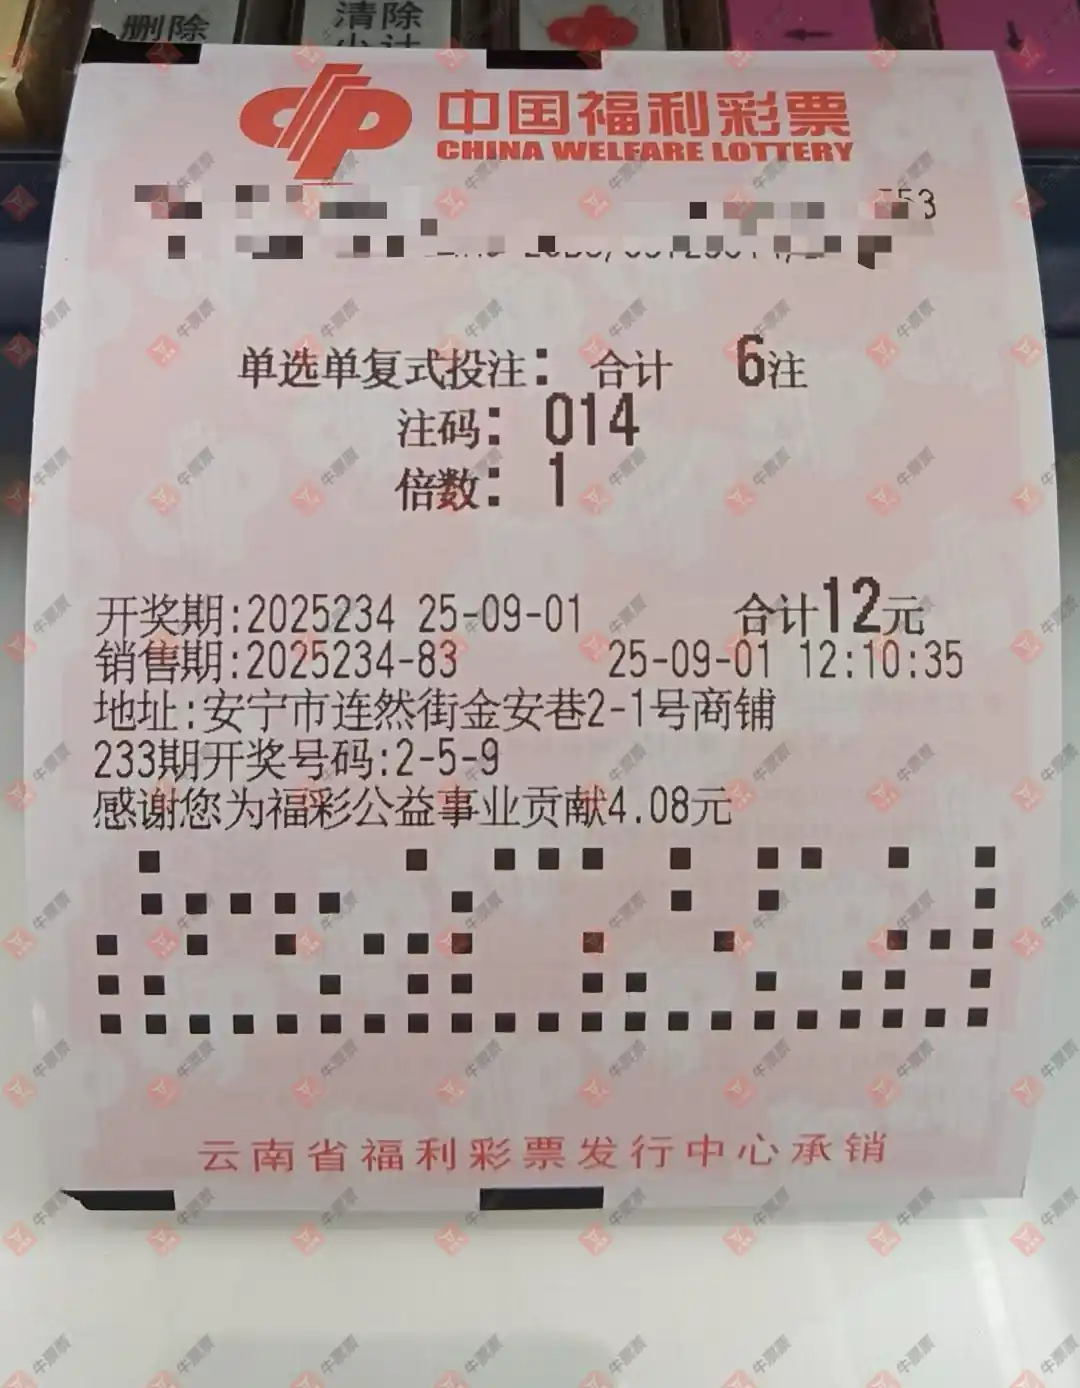 删除
清除
中国福利彩票
CHINA WELFARE LOTTERY
53
单选单复式投注: 合计 6注
注码: 014
倍数: 1
开奖期:2025234 25-09-01 合计12元
销售期:2025234-83 25-09-01 12:10:35
地址:安宁市连然街金安巷2-1号商铺
233期开奖号码:2-5-9
感谢您为福彩公益事业贡献4.08元
云南省福利彩票发行中心承销
牛票票